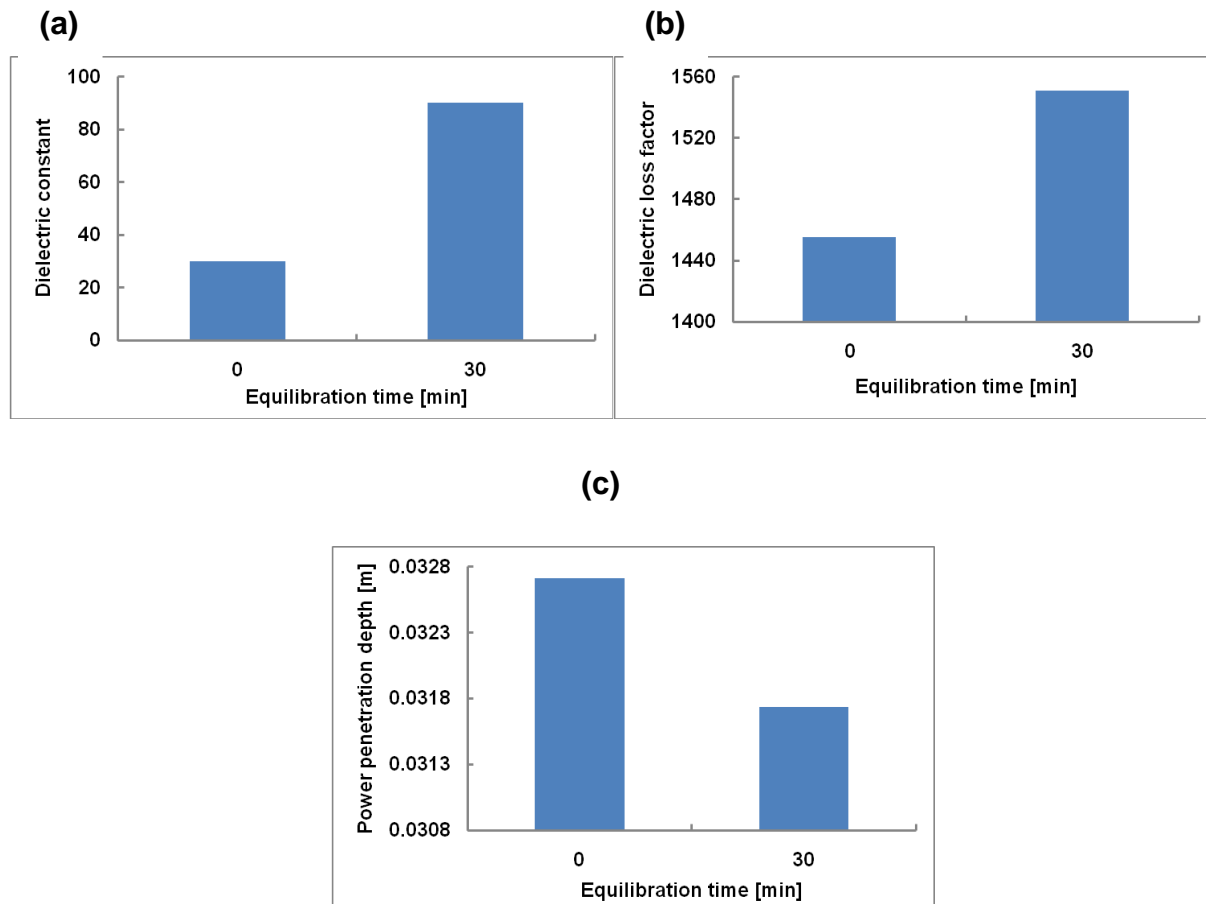 (a)
100
80
60
40
20
0
Dielectric constant
0 30
Equilibration time [min]
(b)
1560
1520
1480
1440
1400
Dielectric loss factor
0 30
Equilibration time [min]
(c)
0.0328
0.0323
0.0318
0.0313
0.0308
Power penetration depth [m]
0 30
Equilibration time [min]